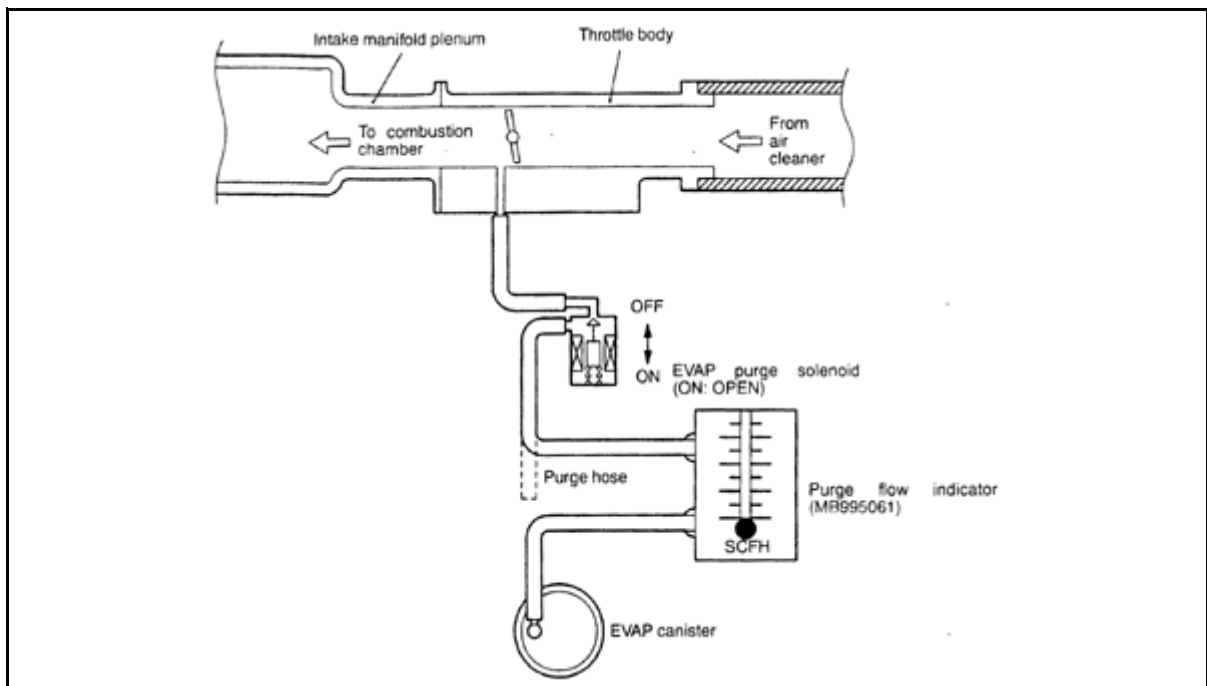 Intake manifold plenum
Throttle body
To combustion
chamber
From
air
cleaner
OFF
ON
EVAP purge solenoid
(ON: OPEN)
Purge hose
Purge flow indicator
(MB995061)
SCFH
EVAP canister